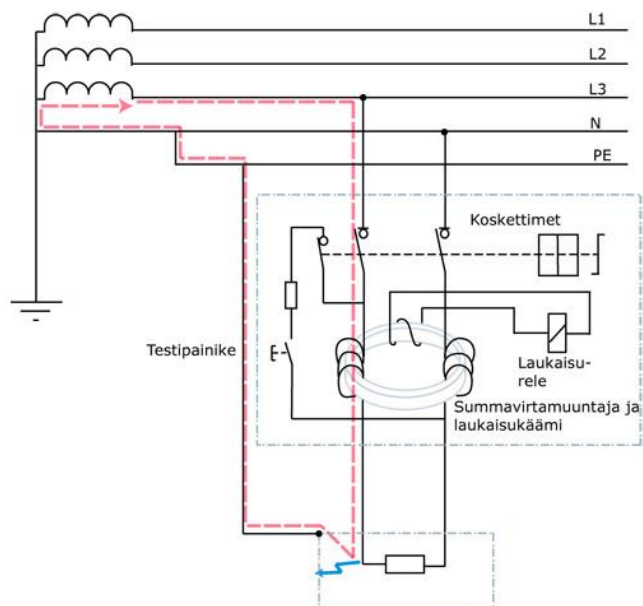 L1
L2
L3
N
PE
Koskettimet
Testipainike
Laukaisu-
rele
Summavirtamuuntaja ja
laukaisukäämi